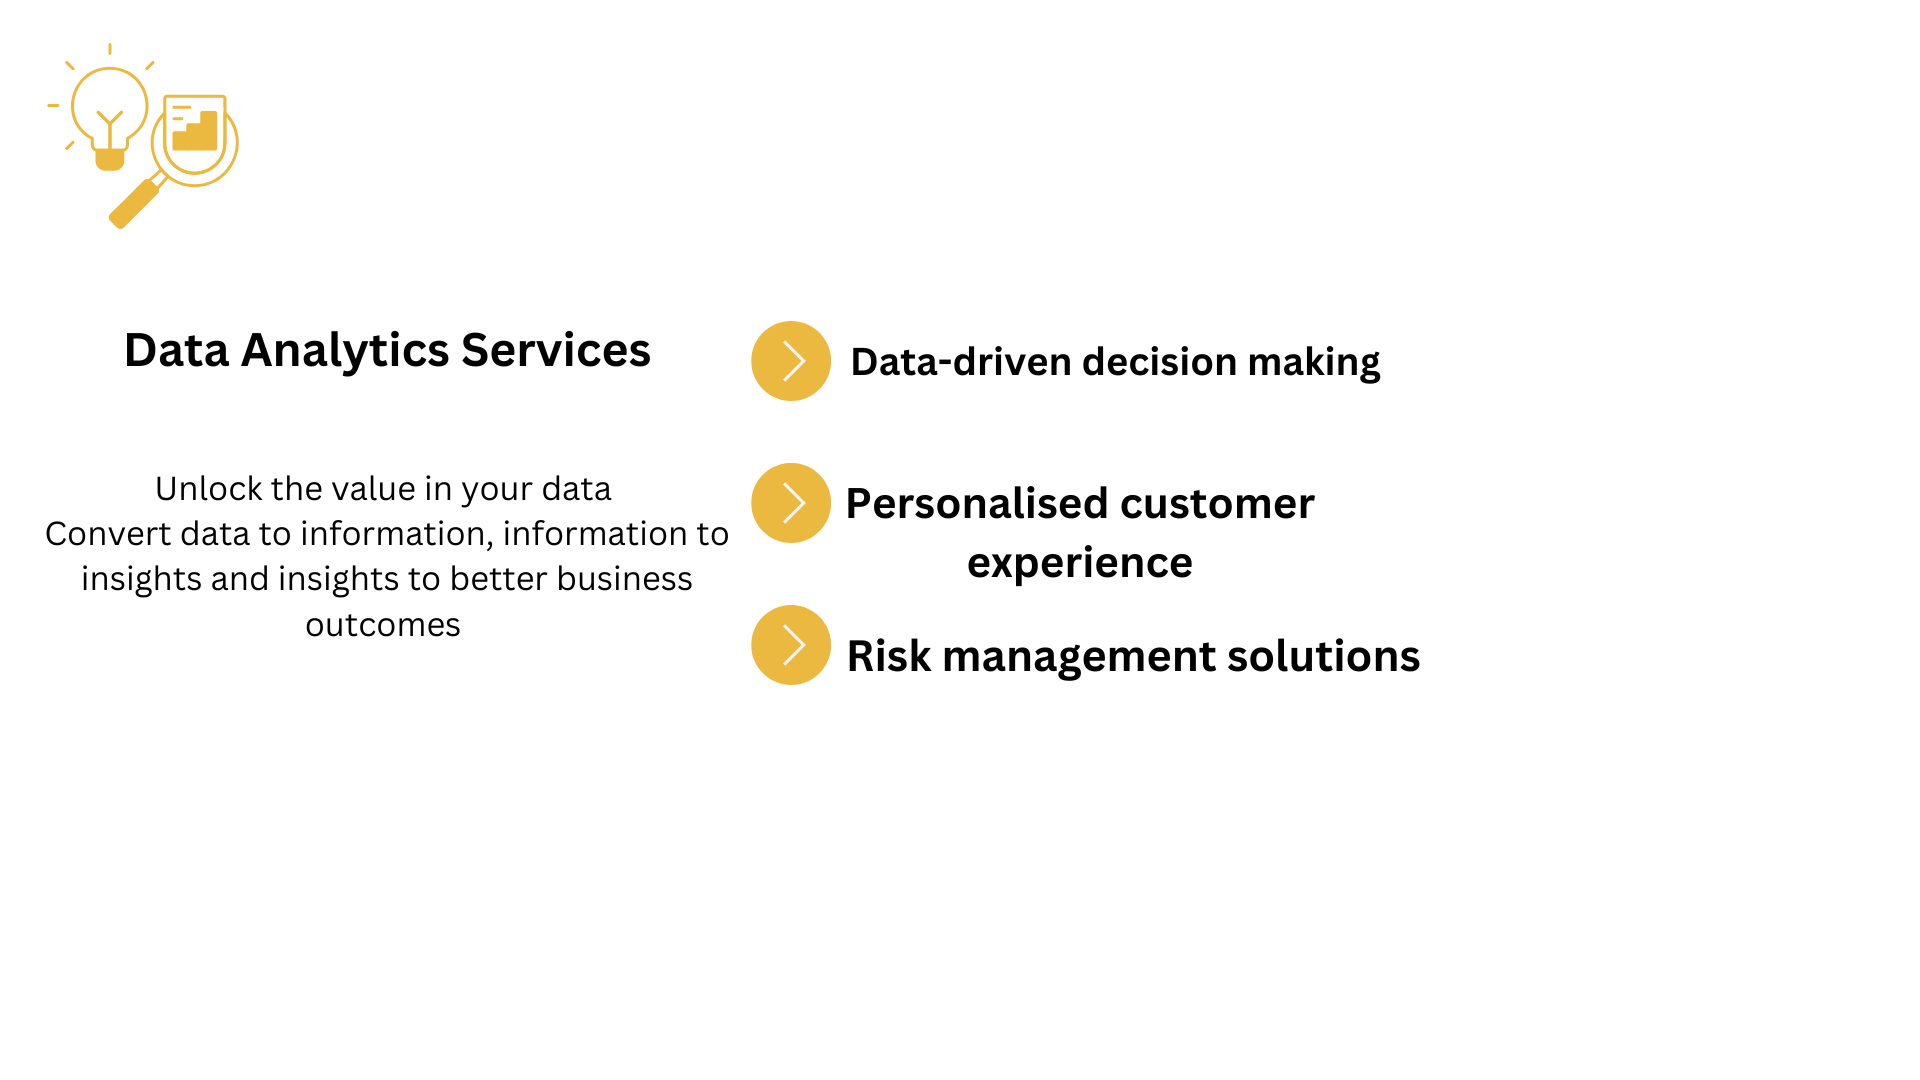 Data Analytics Services
Unlock the value in your data
Convert data to information, information to
insights and insights to better business
outcomes
Data-driven decision making
Personalised customer
experience
Risk management solutions